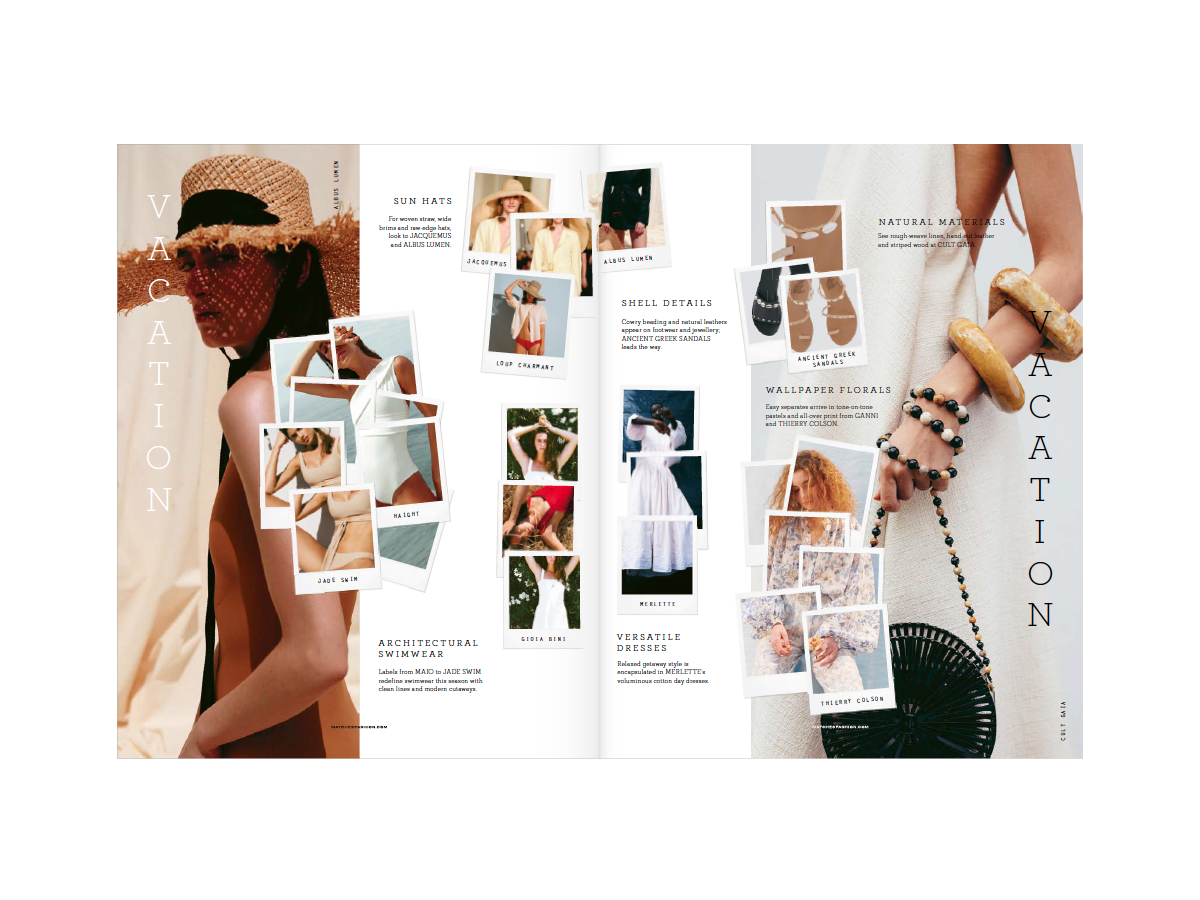 VACATION
ALBUS LUMEN
SUN HATS
For woven straw, wide
brims and raw-edge hats,
look to JACQUEMUS
and ALBUS LUMEN.
JACQUEMUS
ALBUS LUMEN
LOUP CHARMANT
HAIGHT
JADE SWIM
GIOIA BINI
ARCHITECTURAL
SWIMWEAR
Labels from MAIO to JADE SWIM
redefine swimwear this season with
clean lines and modern cutaways.
MATCHESFASHION.COM
SHELL DETAILS
Cowry beading and natural leathers
appear on footwear and jewellery;
ANCIENT GREEK SANDALS
leads the way.
MERLETTE
VERSATILE
DRESSES
Relaxed getaway style is
encapsulated in MERLETTE's
voluminous cotton day dresses.
NATURAL MATERIALS
See rough-weave linen, hand-cut leather
and striped wood at CULT GAIA.
ANCIENT GREEK
SANDALS
WALLPAPER FLORALS
Easy separates arrive in tone-on-tone
pastels and all-over print from GANNI
and THIERRY COLSON.
THIERRY COLSON
MATCHESFASHION.COM
VACATION
CULT GAIA